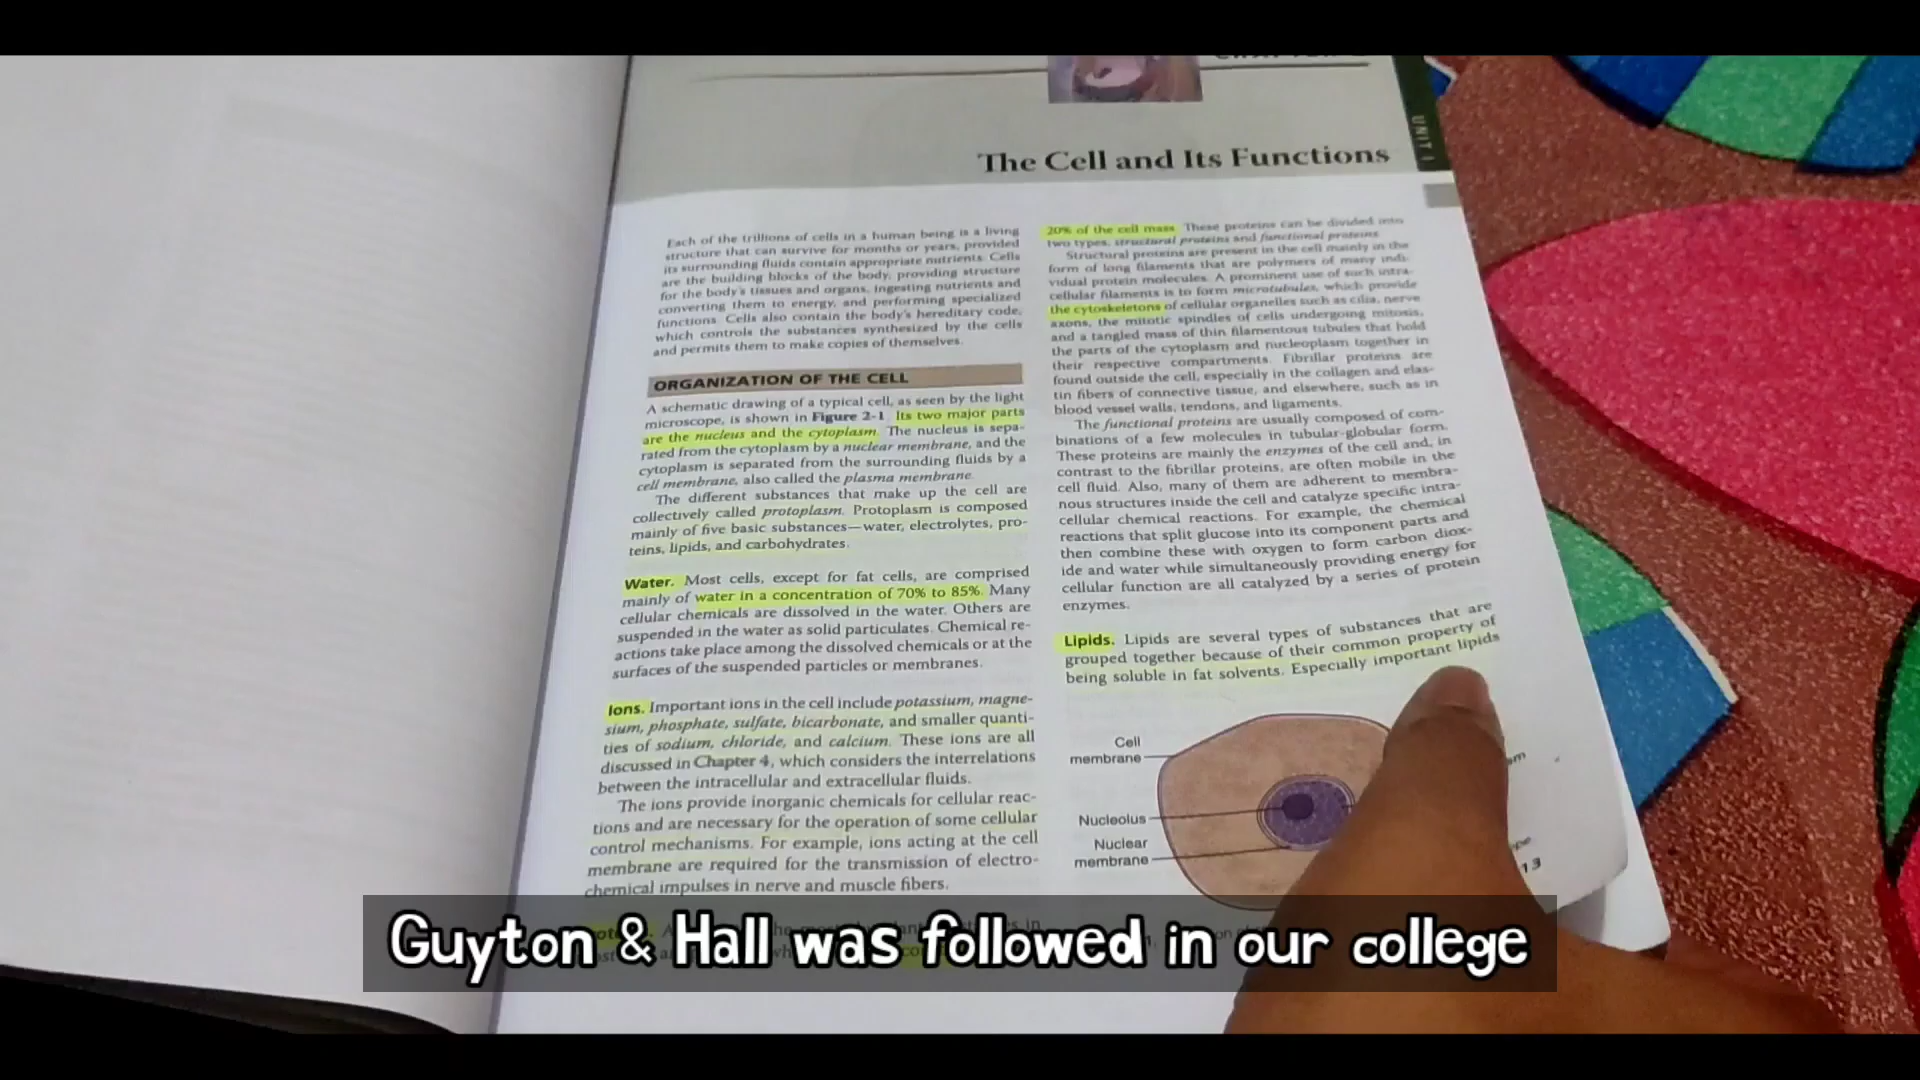 UNIT I
The Cell and Its Functions
Each of the trillions of cells in a human being is a living
structure that can survive for months or years, provided
its surrounding fluids contain appropriate nutrients. Cells
are the building blocks of the body, providing structure
for the body's tissues and organs, ingesting nutrients and
converting them to energy, and performing specialized
functions. Cells also contain the body's hereditary code,
which controls the substances synthesized by the cells
and permits them to make copies of themselves.
ORGANIZATION OF THE CELL
A schematic drawing of a typical cell, as seen by the light
microscope, is shown in Figure 2-1. Its two major parts
are the nucleus and the cytoplasm. The nucleus is sepa-
rated from the cytoplasm by a nuclear membrane, and the
cytoplasm is separated from the surrounding fluids by a
cell membrane, also called the plasma membrane.
The different substances that make up the cell are
collectively called protoplasm. Protoplasm is composed
mainly of five basic substances—water, electrolytes, pro-
teins, lipids, and carbohydrates.
Water. Most cells, except for fat cells, are comprised
mainly of water in a concentration of 70% to 85%. Many
cellular chemicals are dissolved in the water. Others are
suspended in the water as solid particulates. Chemical re-
actions take place among the dissolved chemicals or at the
surfaces of the suspended particles or membranes.
Ions. Important ions in the cell include potassium, magne-
sium, phosphate, sulfate, bicarbonate, and smaller quanti-
ties of sodium, chloride, and calcium. These ions are all
discussed in Chapter 4, which considers the interrelations
between the intracellular and extracellular fluids.
The ions provide inorganic chemicals for cellular reac-
tions and are necessary for the operation of some cellular
control mechanisms. For example, ions acting at the cell
membrane are required for the transmission of electro-
chemical impulses in nerve and muscle fibers.
20% of the cell mass. These proteins can be divided into
two types, structural proteins and functional proteins.
Structural proteins are present in the cell mainly in the
form of long filaments that are polymers of many indi-
vidual protein molecules. A prominent use of such intra-
cellular filaments is to form microtubules, which provide
the cytoskeletons of cellular organelles such as cilia, nerve
axons, the mitotic spindles of cells undergoing mitosis,
and a tangled mass of thin filamentous tubules that hold
the parts of the cytoplasm and nucleoplasm together in
their respective compartments. Fibrillar proteins are
found outside the cell, especially in the collagen and elas-
tin fibers of connective tissue, and elsewhere, such as in
blood vessel walls, tendons, and ligaments.
The functional proteins are usually composed of com-
binations of a few molecules in tubular-globular form.
These proteins are mainly the enzymes of the cell and, in
contrast to the fibrillar proteins, are often mobile in the
cell fluid. Also, many of them are adherent to membra-
nous structures inside the cell and catalyze specific intra-
cellular chemical reactions. For example, the chemical
reactions that split glucose into its component parts and
then combine these with oxygen to form carbon diox-
ide and water while simultaneously providing energy for
cellular function are all catalyzed by a series of protein
enzymes.
Lipids. Lipids are several types of substances that are
grouped together because of their common property of
being soluble in fat solvents. Especially important lipids
Cell
membrane
Nucleolus
Nuclear
membrane
13
Guyton & Hall was followed in our college